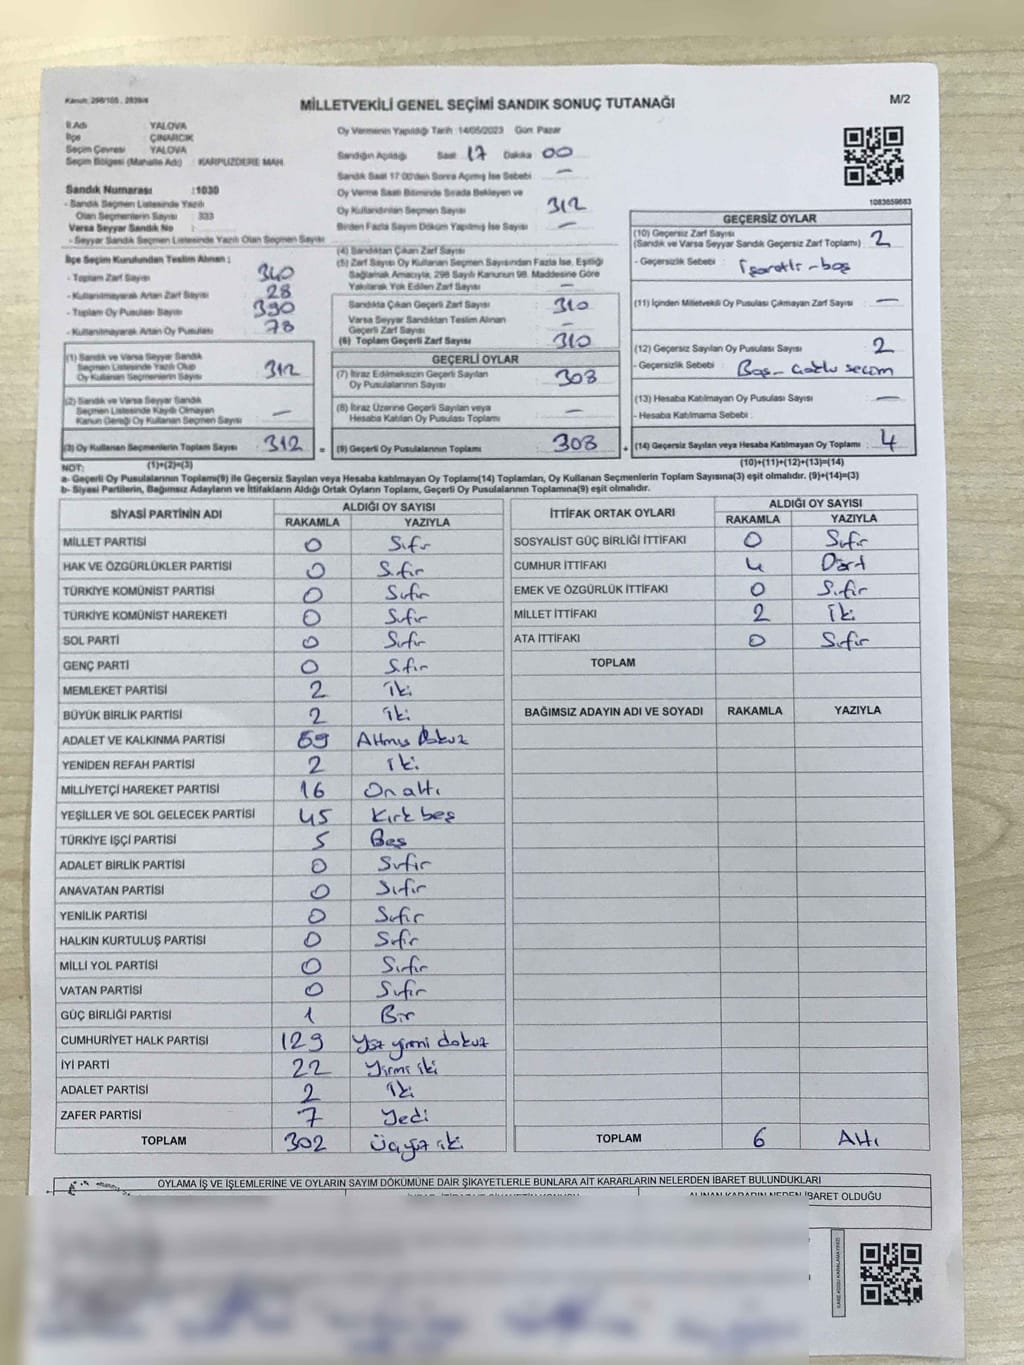 Kanun: 298/105 , 2839/4
MİLLETVEKİLİ GENEL SEÇİMİ SANDIK SONUÇ TUTANAĞI
M/2
İl Adı : YALOVA
İlçe : ÇINARCIK
Seçim Çevresi : YALOVA
Seçim Bölgesi (Mahalle Adı) : KARPUZDERE MAH.
Oy Vermenin Yapıldığı Tarih :14/05/2023 Gün: Pazar
Sandığın Açıldığı Saat 17 Dakika 00
Sandık Saat 17:00'den Sonra Açılmış İse Sebebi : —
Oy Verme Saati Bitiminde Sırada Bekleyen ve
Oy Kullandırılan Seçmen Sayısı 312
Birden Fazla Sayım Döküm Yapılmış İse Sayısı —
1083659683
Sandık Numarası :1030
- Sandık Seçmen Listesinde Yazılı
Olan Seçmenlerin Sayısı : 333
Varsa Seyyar Sandık No :
- Seyyar Sandık Seçmen Listesinde Yazılı Olan Seçmen Sayısı :
İlçe Seçim Kurulundan Teslim Alınan ;
- Toplam Zarf Sayısı : 340
- Kullanılmayarak Artan Zarf Sayısı : 28
- Toplam Oy Pusulası Sayısı : 390
- Kullanılmayarak Artan Oy Pusulası : 78
(1) Sandık ve Varsa Seyyar Sandık
Seçmen Listesinde Yazılı Olup
Oy Kullanan Seçmenlerin Sayısı : 312
(2) Sandık ve Varsa Seyyar Sandık
Seçmen Listesinde Kayıtlı Olmayan
Kanun Gereği Oy Kullanan Seçmen Sayısı : —
(3) Oy Kullanan Seçmenlerin Toplam Sayısı : 312
(4) Sandıktan Çıkan Zarf Sayısı :
(5) Zarf Sayısı Oy Kullanan Seçmen Sayısından Fazla İse, Eşitliği
Sağlamak Amacıyla, 298 Sayılı Kanunun 98. Maddesine Göre
Yakılarak Yok Edilen Zarf Sayısı : —
Sandıkta Çıkan Geçerli Zarf Sayısı : 310
Varsa Seyyar Sandıktan Teslim Alınan
Geçerli Zarf Sayısı : —
(6) Toplam Geçerli Zarf Sayısı : 310
GEÇERLİ OYLAR
(7) İtiraz Edilmeksizin Geçerli Sayılan
Oy Pusulalarının Sayısı : 308
(8) İtiraz Üzerine Geçerli Sayılan veya
Hesaba Katılan Oy Pusulası Toplamı : —
= (9) Geçerli Oy Pusulalarının Toplamı : 308 +
GEÇERSİZ OYLAR
(10) Geçersiz Zarf Sayısı
(Sandık ve Varsa Seyyar Sandık Geçersiz Zarf Toplamı) : 2
- Geçersizlik Sebebi : İşaretli - boş
(11) İçinden Milletvekili Oy Pusulası Çıkmayan Zarf Sayısı : —
(12) Geçersiz Sayılan Oy Pusulası Sayısı : 2
- Geçersizlik Sebebi : Boş - Çoklu seçim
(13) Hesaba Katılmayan Oy Pusulası Sayısı : —
- Hesaba Katılmama Sebebi :
(14) Geçersiz Sayılan veya Hesaba Katılmayan Oy Toplamı : 4
NOT: (1)+(2)=(3)
(10)+(11)+(12)+(13)=(14)
a- Geçerli Oy Pusulalarının Toplamı(9) ile Geçersiz Sayılan veya Hesaba katılmayan Oy Toplamı(14) Toplamları, Oy Kullanan Seçmenlerin Toplam Sayısına(3) eşit olmalıdır. (9)+(14)=(3)
b- Siyasi Partilerin, Bağımsız Adayların ve İttifakların Aldığı Ortak Oyların Toplamı, Geçerli Oy Pusulalarının Toplamına(9) eşit olmalıdır.
SİYASİ PARTİNİN ADI ALDIĞI OY SAYISI
RAKAMLA YAZIYLA
MİLLET PARTİSİ 0 Sıfır
HAK VE ÖZGÜRLÜKLER PARTİSİ 0 Sıfır
TÜRKİYE KOMÜNİST PARTİSİ 0 Sıfır
TÜRKİYE KOMÜNİST HAREKETİ 0 Sıfır
SOL PARTİ 0 Sıfır
GENÇ PARTİ 0 Sıfır
MEMLEKET PARTİSİ 2 İki
BÜYÜK BİRLİK PARTİSİ 2 İki
ADALET VE KALKINMA PARTİSİ 69 Altmış Dokuz
YENİDEN REFAH PARTİSİ 2 İki
MİLLİYETÇİ HAREKET PARTİSİ 16 On altı
YEŞİLLER VE SOL GELECEK PARTİSİ 45 Kırk beş
TÜRKİYE İŞÇİ PARTİSİ 5 Beş
ADALET BİRLİK PARTİSİ 0 Sıfır
ANAVATAN PARTİSİ 0 Sıfır
YENİLİK PARTİSİ 0 Sıfır
HALKIN KURTULUŞ PARTİSİ 0 Sıfır
MİLLİ YOL PARTİSİ 0 Sıfır
VATAN PARTİSİ 0 Sıfır
GÜÇ BİRLİĞİ PARTİSİ 1 Bir
CUMHURİYET HALK PARTİSİ 129 Yüz yirmi dokuz
İYİ PARTİ 22 Yirmi iki
ADALET PARTİSİ 2 İki
ZAFER PARTİSİ 7 Yedi
TOPLAM 302 Üçyüz iki
İTTİFAK ORTAK OYLARI ALDIĞI OY SAYISI
RAKAMLA YAZIYLA
SOSYALİST GÜÇ BİRLİĞİ İTTİFAKI 0 Sıfır
CUMHUR İTTİFAKI 4 Dört
EMEK VE ÖZGÜRLÜK İTTİFAKI 0 Sıfır
MİLLET İTTİFAKI 2 İki
ATA İTTİFAKI 0 Sıfır
TOPLAM
BAĞIMSIZ ADAYIN ADI VE SOYADI RAKAMLA YAZIYLA
TOPLAM 6 Altı
OYLAMA İŞ VE İŞLEMLERİNE VE OYLARIN SAYIM DÖKÜMÜNE DAİR ŞİKAYETLERLE BUNLARA AİT KARARLARIN NELERDEN İBARET BULUNDUKLARI
ALINAN KARARIN NEDEN İBARET OLDUĞU